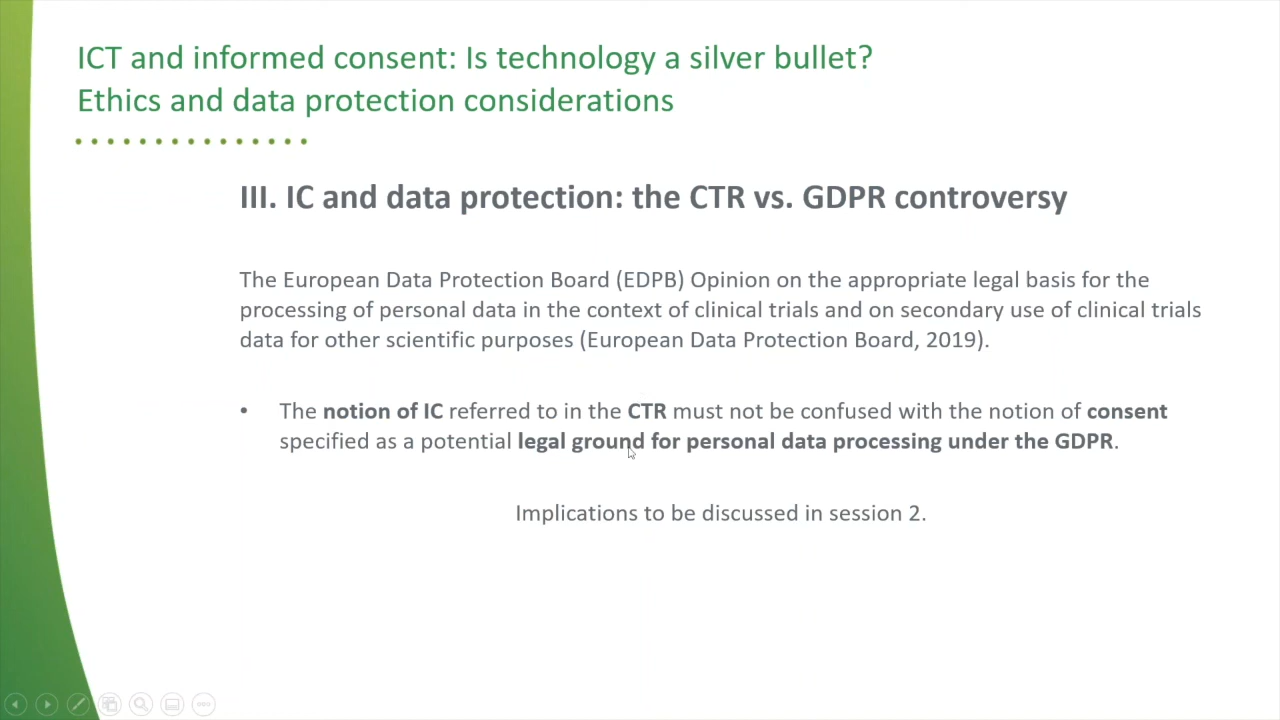 ICT and informed consent: Is technology a silver bullet?
Ethics and data protection considerations
III. IC and data protection: the CTR vs. GDPR controversy
The European Data Protection Board (EDPB) Opinion on the appropriate legal basis for the
processing of personal data in the context of clinical trials and on secondary use of clinical trials
data for other scientific purposes (European Data Protection Board, 2019).
• The notion of IC referred to in the CTR must not be confused with the notion of consent
specified as a potential legal ground for personal data processing under the GDPR.
Implications to be discussed in session 2.